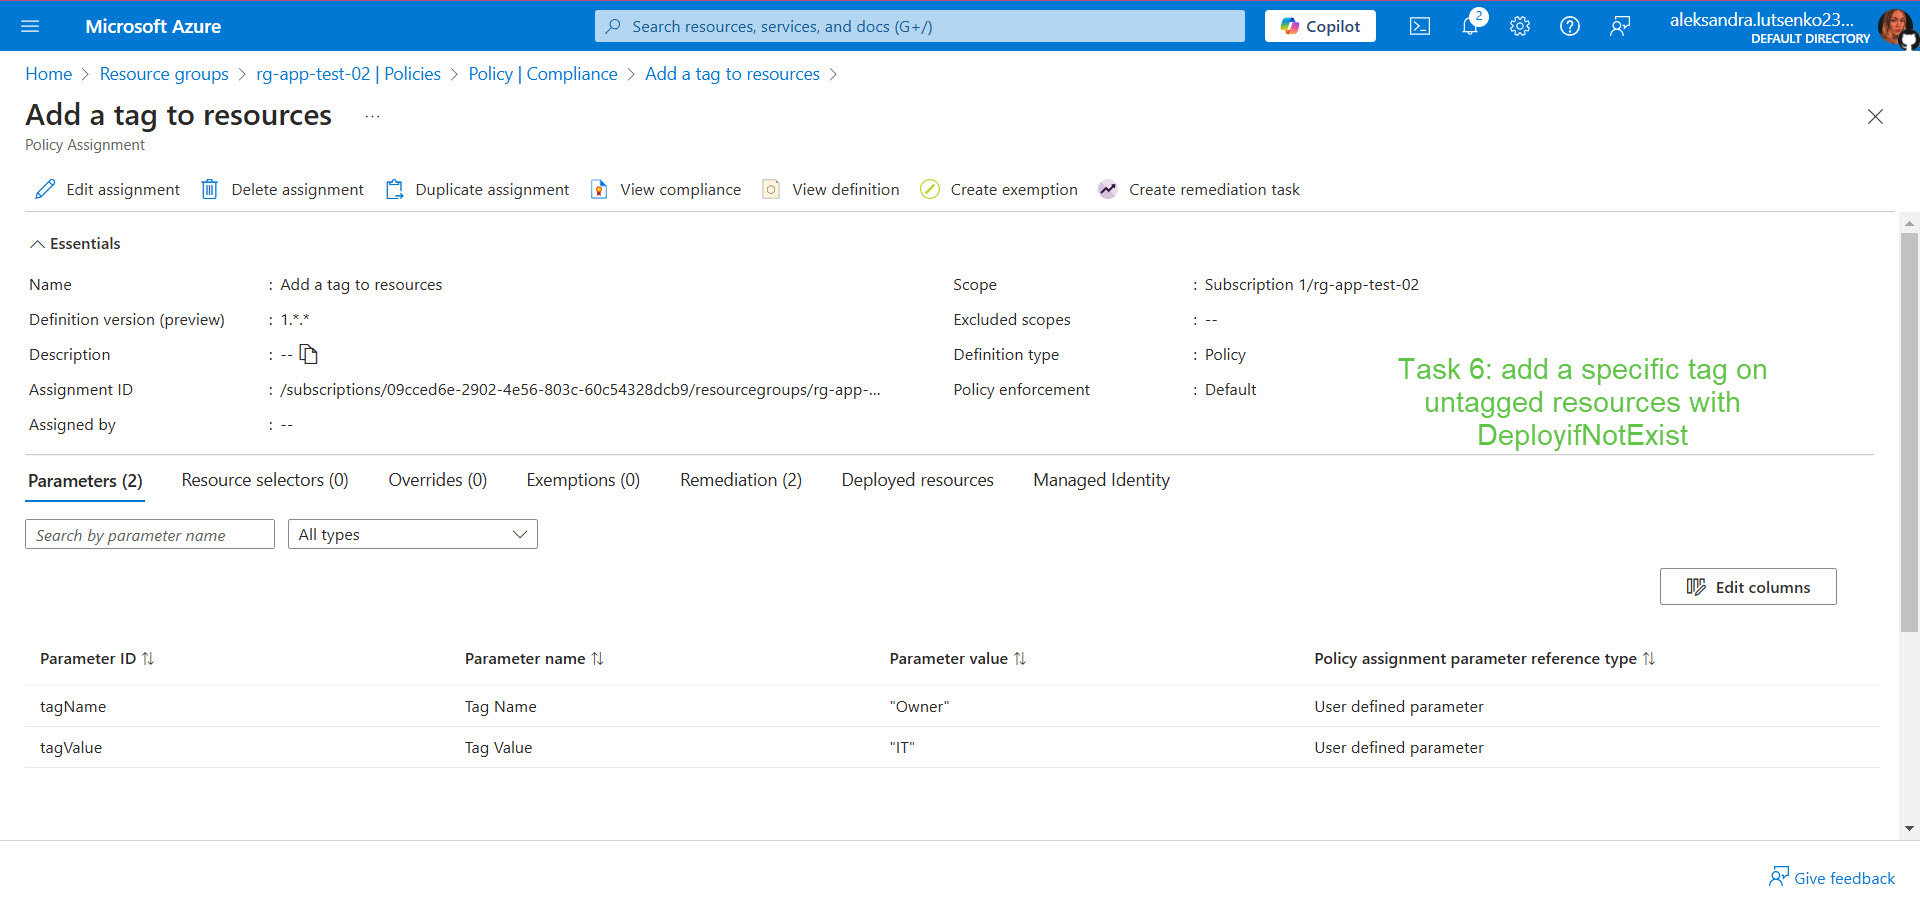 Microsoft Azure
Search resources, services, and docs (G+/)
Copilot
2
aleksandra.lutsenko23...
DEFAULT DIRECTORY
Home > Resource groups > rg-app-test-02 | Policies > Policy | Compliance > Add a tag to resources >
Add a tag to resources ...
Policy Assignment
Edit assignment Delete assignment Duplicate assignment View compliance View definition Create exemption Create remediation task
Essentials
Name : Add a tag to resources
Definition version (preview) : 1.*.*
Description : --
Assignment ID : /subscriptions/09cced6e-2902-4e56-803c-60c54328dcb9/resourcegroups/rg-app-...
Assigned by : --
Scope : Subscription 1/rg-app-test-02
Excluded scopes : --
Definition type : Policy
Policy enforcement : Default
Task 6: add a specific tag on
untagged resources with
DeployifNotExist
Parameters (2) Resource selectors (0) Overrides (0) Exemptions (0) Remediation (2) Deployed resources Managed Identity
Search by parameter name All types
Edit columns
Parameter ID Parameter name Parameter value Policy assignment parameter reference type
tagName Tag Name "Owner" User defined parameter
tagValue Tag Value "IT" User defined parameter
Give feedback